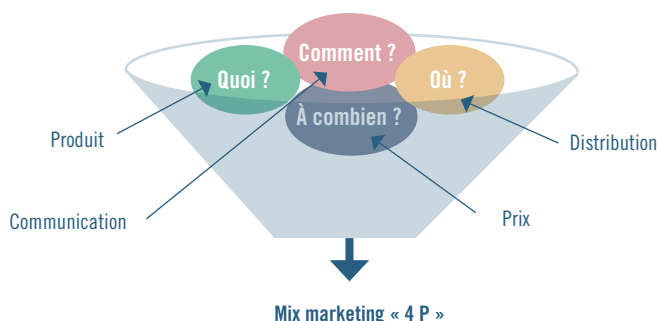 Comment ?
Quoi ?
Où ?
À combien ?
Produit
Distribution
Communication
Prix
Mix marketing « 4 P »